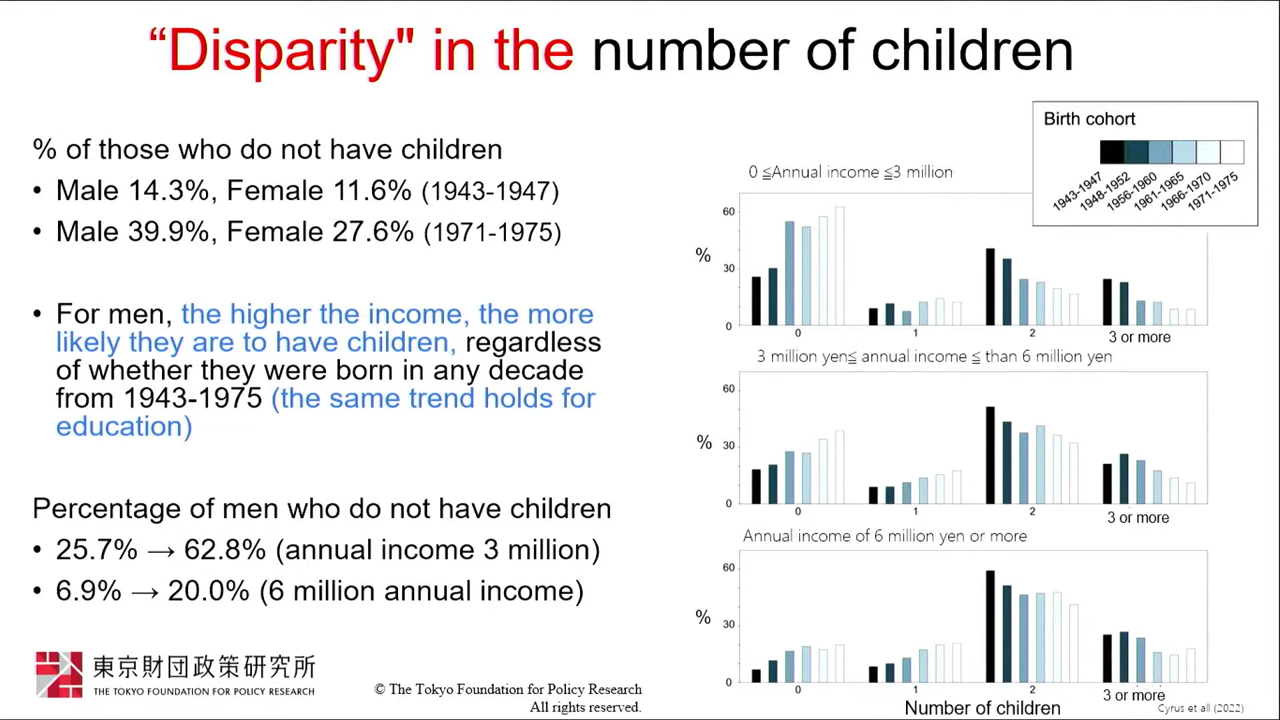 “Disparity" in the number of children
% of those who do not have children
• Male 14.3%, Female 11.6% (1943-1947)
• Male 39.9%, Female 27.6% (1971-1975)
• For men, the higher the income, the more
likely they are to have children, regardless
of whether they were born in any decade
from 1943-1975 (the same trend holds for
education)
Percentage of men who do not have children
• 25.7% → 62.8% (annual income 3 million)
• 6.9% → 20.0% (6 million annual income)
東京財団政策研究所
THE TOKYO FOUNDATION FOR POLICY RESEARCH
© The Tokyo Foundation for Policy Research
All rights reserved.
Birth cohort
1943-1947
1948-1952
1956-1960
1961-1965
1966-1970
1971-1975
0 ≦Annual income ≦3 million
60
%
30
0
0
1
2
3 or more
3 million yen≦ annual income ≦ than 6 million yen
60
%
30
0
0
1
2
3 or more
Annual income of 6 million yen or more
60
%
30
0
0
1
2
3 or more
Number of children
Cyrus et all (2022)